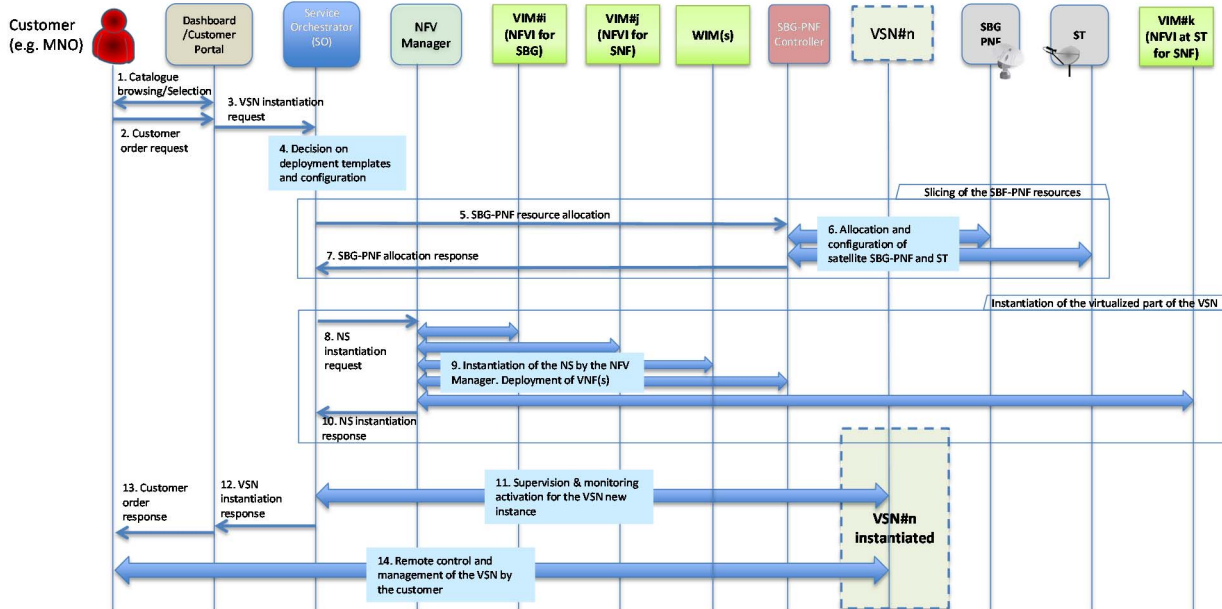 Customer
(e.g. MNO)
Dashboard
/Customer
Portal
Service
Orchestrator
(SO)
NFV
Manager
VIM#i
(NFVI for
SBG)
VIM#j
(NFVI for
SNF)
WIM(s)
SBG-PNF
Controller
VSN#n
SBG
PNF
ST
VIM#k
(NFVI at ST
for SNF)
1. Catalogue
browsing/Selection
2. Customer
order request
3. VSN instantiation
request
4. Decision on
deployment templates
and configuration
Slicing of the SBF-PNF resources
5. SBG-PNF resource allocation
6. Allocation and
configuration of
satellite SBG-PNF and ST
7. SBG-PNF allocation response
Instantiation of the virtualized part of the VSN
8. NS
instantiation
request
9. Instantiation of the NS by the NFV
Manager. Deployment of VNF(s)
10. NS instantiation
response
11. Supervision & monitoring
activation for the VSN new
instance
12. VSN
instantiation
response
13. Customer
order
response
VSN#n
instantiated
14. Remote control and
management of the VSN by
the customer